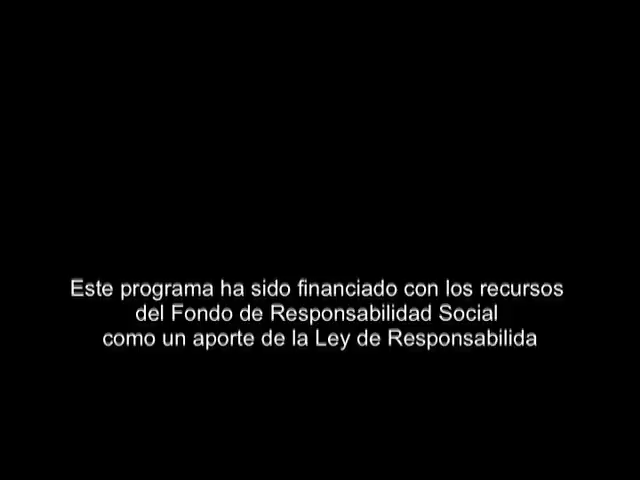 Este programa ha sido financiado con los recursos
del Fondo de Responsabilidad Social
como un aporte de la Ley de Responsabilida